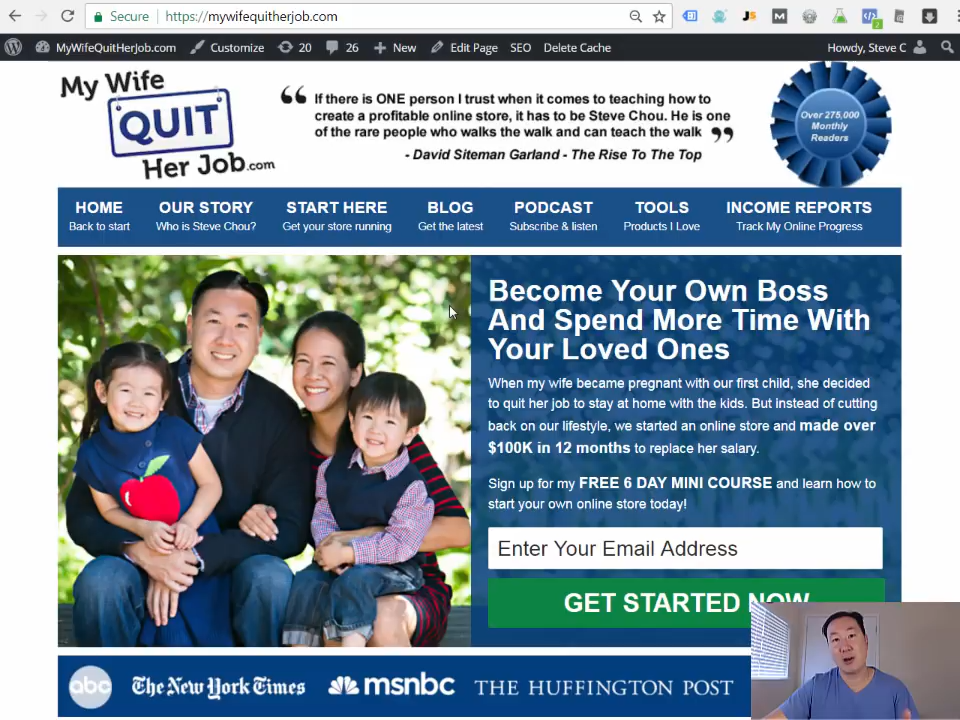 Secure https://mywifequitherjob.com
MyWifeQuitHerJob.com Customize 20 26 New Edit Page SEO Delete Cache Howdy, Steve C
My Wife
QUIT
Her Job.com
“ If there is ONE person I trust when it comes to teaching how to
create a profitable online store, it has to be Steve Chou. He is one
of the rare people who walks the walk and can teach the walk ”
- David Siteman Garland - The Rise To The Top
Over 275,000
Monthly
Readers
HOME OUR STORY START HERE BLOG PODCAST TOOLS INCOME REPORTS
Back to start Who is Steve Chou? Get your store running Get the latest Subscribe & listen Products I Love Track My Online Progress
Become Your Own Boss
And Spend More Time With
Your Loved Ones
When my wife became pregnant with our first child, she decided
to quit her job to stay at home with the kids. But instead of cutting
back on our lifestyle, we started an online store and made over
$100K in 12 months to replace her salary.
Sign up for my FREE 6 DAY MINI COURSE and learn how to
start your own online store today!
Enter Your Email Address
GET STARTED NOW
abc The New York Times msnbc THE HUFFINGTON POST